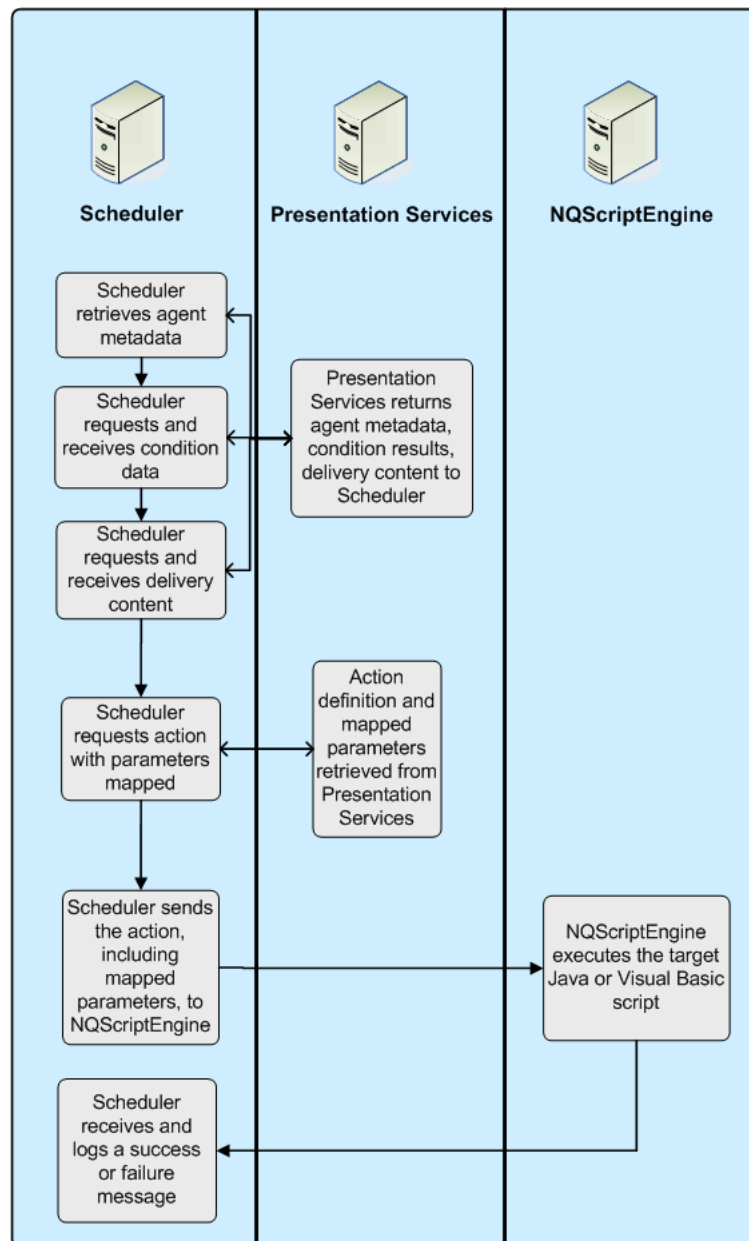 Scheduler
Presentation Services
NQScriptEngine
Scheduler
retrieves agent
metadata
Scheduler
requests and
receives condition
data
Presentation
Services returns
agent metadata,
condition results,
delivery content to
Scheduler
Scheduler
requests and
receives delivery
content
Scheduler
requests action
with parameters
mapped
Action
definition and
mapped
parameters
retrieved from
Presentation
Services
Scheduler sends
the action,
including
mapped
parameters, to
NQScriptEngine
NQScriptEngine
executes the target
Java or Visual Basic
script
Scheduler
receives and
logs a success
or failure
message